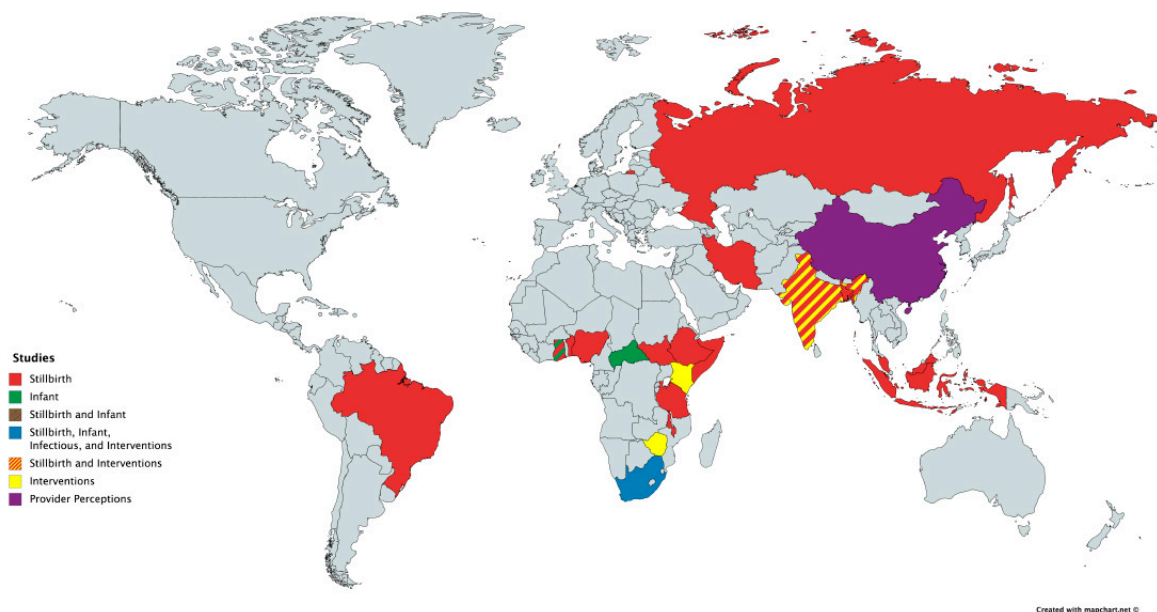 Studies
Stillbirth
Infant
Stillbirth and Infant
Stillbirth, Infant,
Infectious, and Interventions
Stillbirth and Interventions
Interventions
Provider Perceptions
Created with mapchart.net ©